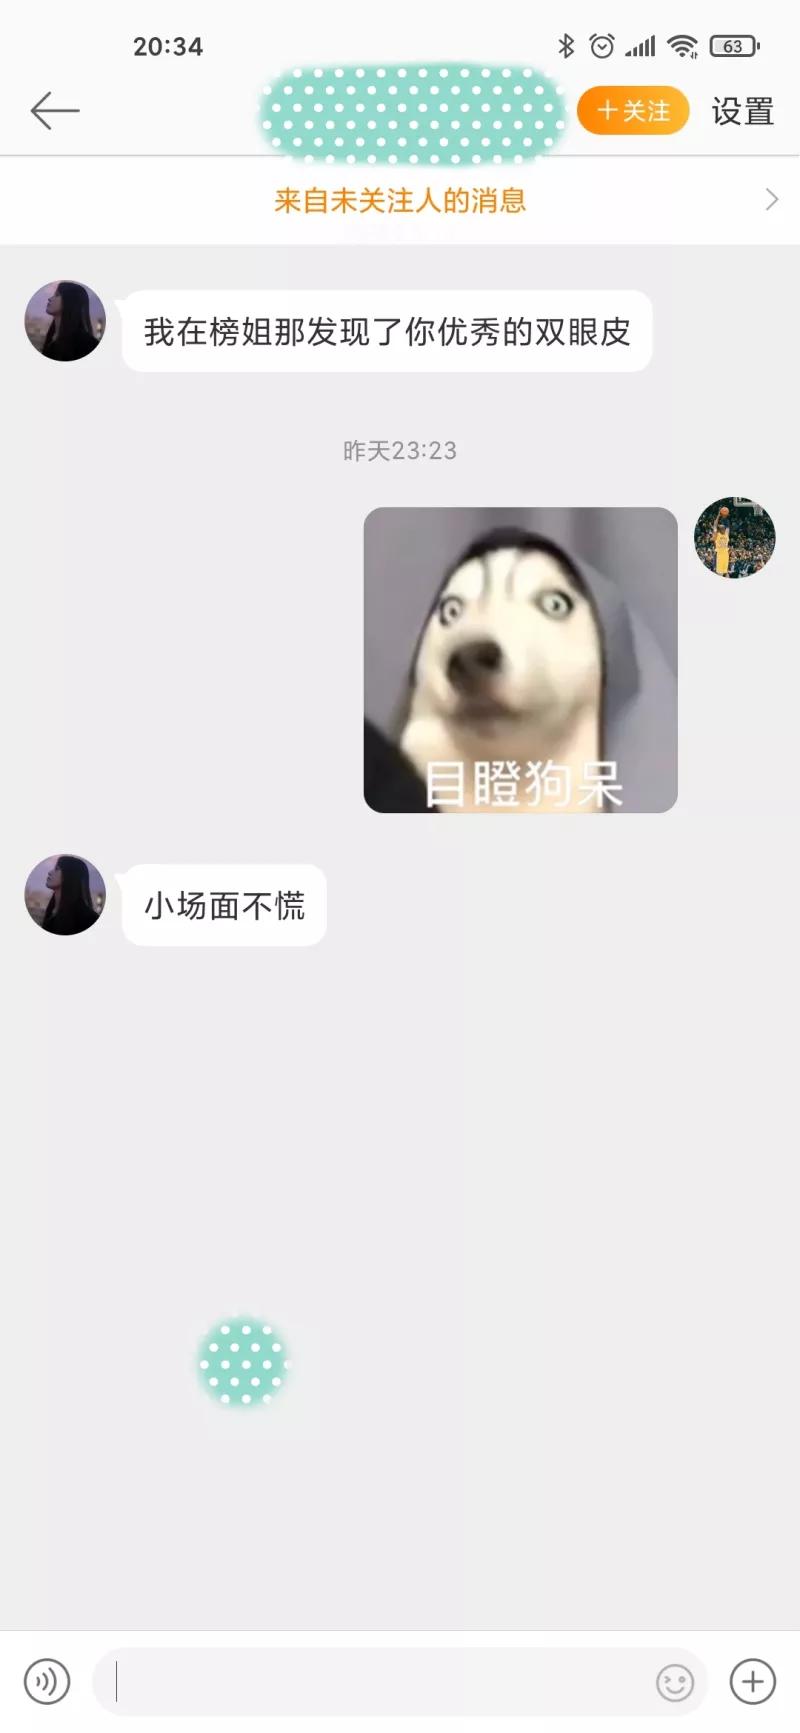 20:34
63
+关注
设置
来自未关注人的消息
我在榜姐那发现了你优秀的双眼皮
昨天23:23
目瞪狗呆
小场面不慌